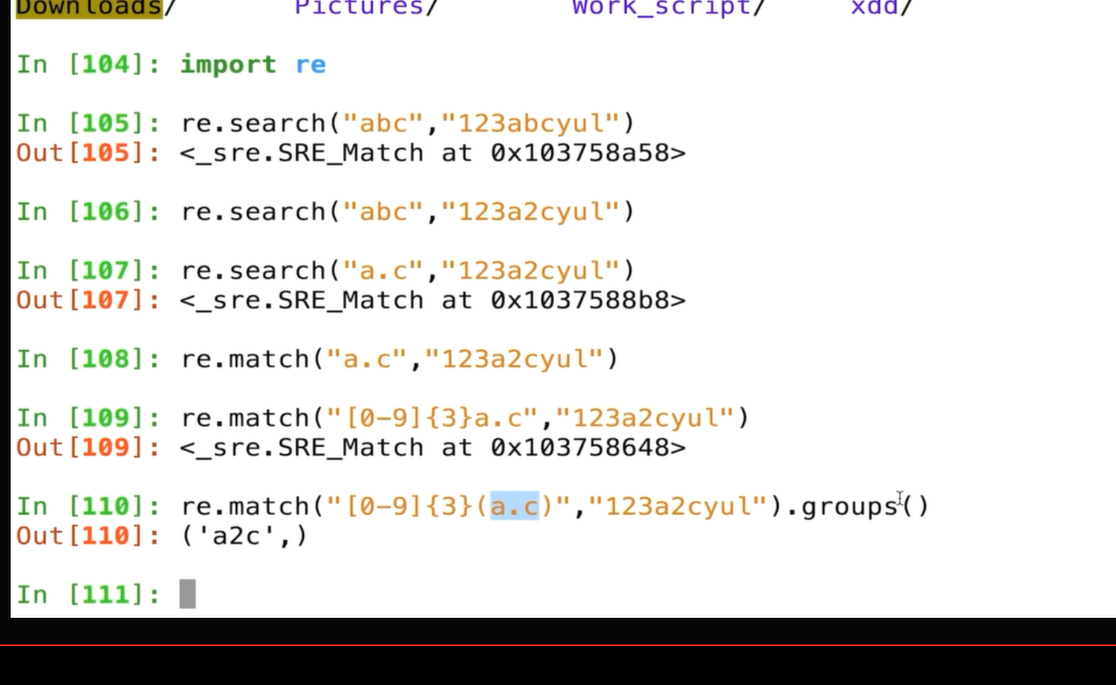 Downloads/ Pictures/ Work_script/ xdd/
In [104]: import re
In [105]: re.search("abc","123abcyul")
Out[105]: <_sre.SRE_Match at 0x103758a58>
In [106]: re.search("abc","123a2cyul")
In [107]: re.search("a.c","123a2cyul")
Out[107]: <_sre.SRE_Match at 0x1037588b8>
In [108]: re.match("a.c","123a2cyul")
In [109]: re.match("[0-9]{3}a.c","123a2cyul")
Out[109]: <_sre.SRE_Match at 0x103758648>
In [110]: re.match("[0-9]{3}(a.c)","123a2cyul").groups()
Out[110]: ('a2c',)
In [111]: